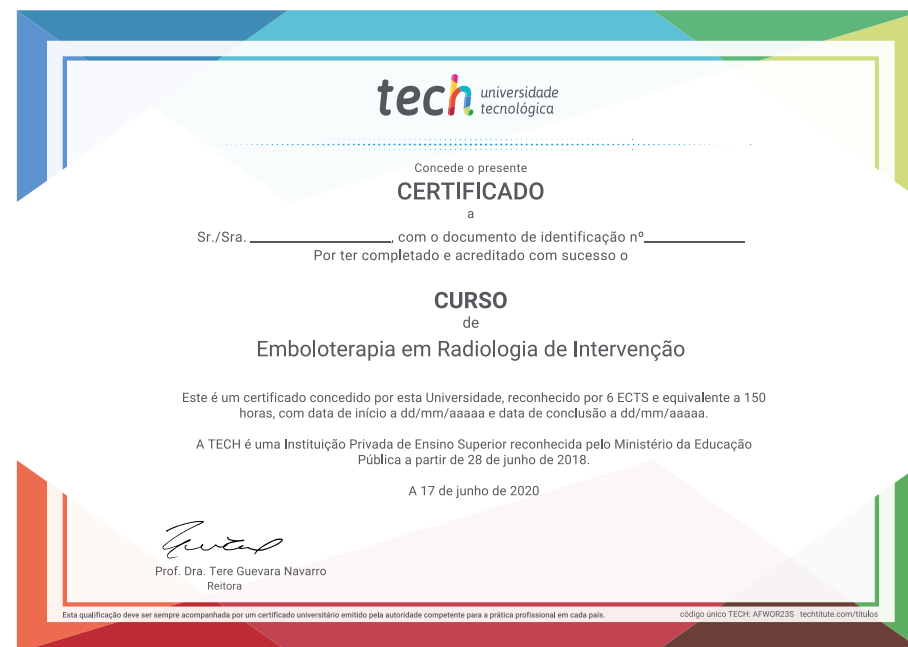 tech universidade
tecnológica
Concede o presente
CERTIFICADO
a
Sr./Sra. ______________, com o documento de identificação nº__________
Por ter completado e acreditado com sucesso o
CURSO
de
Emboloterapia em Radiologia de Intervenção
Este é um certificado concedido por esta Universidade, reconhecido por 6 ECTS e equivalente a 150
horas, com data de início a dd/mm/aaaaa e data de conclusão a dd/mm/aaaaa.
A TECH é uma Instituição Privada de Ensino Superior reconhecida pelo Ministério da Educação
Pública a partir de 28 de junho de 2018.
A 17 de junho de 2020
Prof. Dra. Tere Guevara Navarro
Reitora
Esta qualificação deve ser sempre acompanhada por um certificado universitário emitido pela autoridade competente para a prática profissional em cada país.
código único TECH: AFWOR23S techtitute.com/titulos